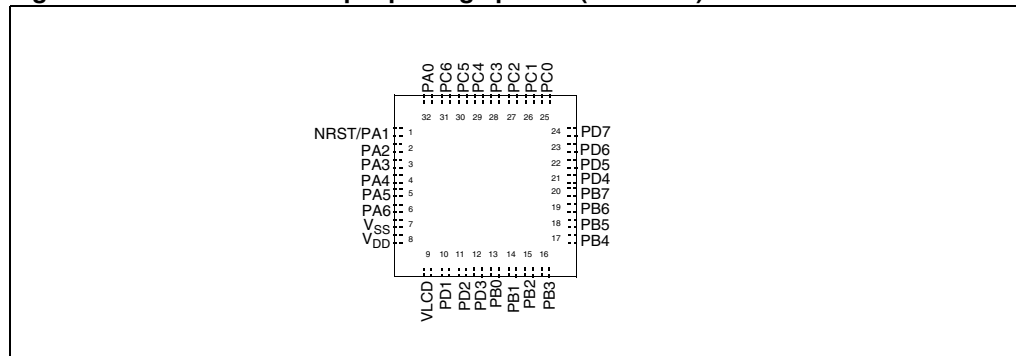 PA0 PC6 PC5 PC4 PC3 PC2 PC1 PC0
32 31 30 29 28 27 26 25
NRST/PA1 1 24 PD7
PA2 2 23 PD6
PA3 3 22 PD5
PA4 4 21 PD4
PA5 5 20 PB7
PA6 6 19 PB6
VSS 7 18 PB5
VDD 8 17 PB4
9 10 11 12 13 14 15 16
VLCD PD1 PD2 PD3 PB0 PB1 PB2 PB3